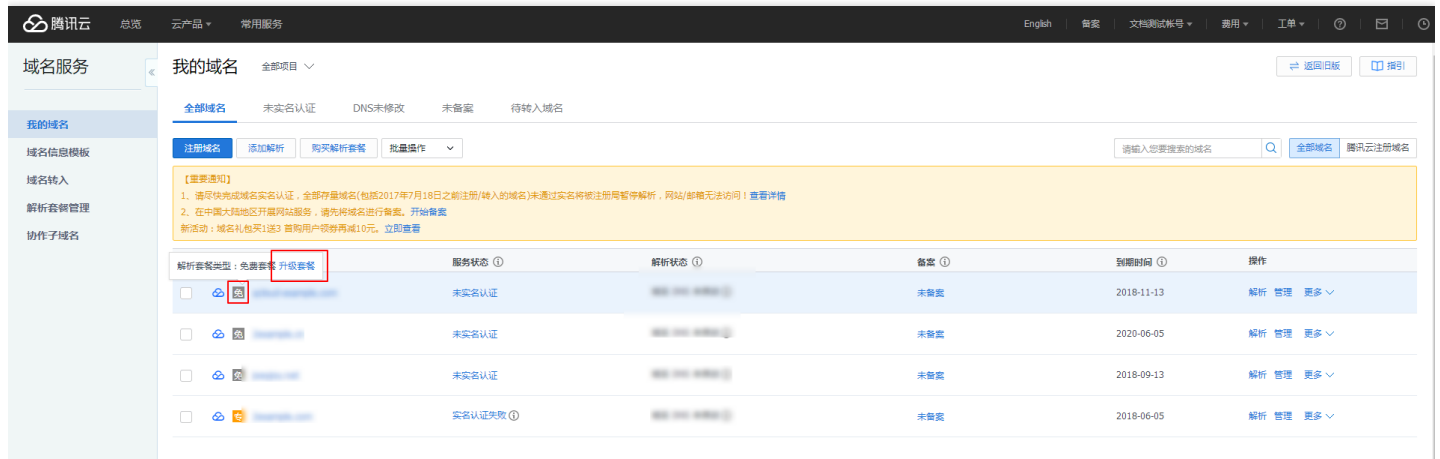 腾讯云 总览 云产品 常用服务 English 备案 文档测试帐号 费用 工单
域名服务 我的域名 全部项目 返回旧版 指引
全部域名 未实名认证 DNS未修改 未备案 待转入域名
我的域名
域名信息模板
域名转入
解析套餐管理
协作子域名
注册域名 添加解析 购买解析套餐 批量操作 请输入您要搜索的域名 全部域名 腾讯云注册域名
【重要通知】
1、请尽快完成域名实名认证，全部存量域名(包括2017年7月18日之前注册/转入的域名)未通过实名将被注册局暂停解析，网站/邮箱无法访问！查看详情
2、在中国大陆地区开展网站服务，请先将域名进行备案。开始备案
新活动：域名礼包买1送3 首购用户领券再减10元。立即查看
解析套餐类型：免费套餐 升级套餐 服务状态 解析状态 备案 到期时间 操作
免 未实名认证 未备案 2018-11-13 解析 管理 更多
免 未实名认证 未备案 2020-06-05 解析 管理 更多
免 未实名认证 未备案 2018-09-13 解析 管理 更多
实名认证失败 未备案 2018-06-05 解析 管理 更多